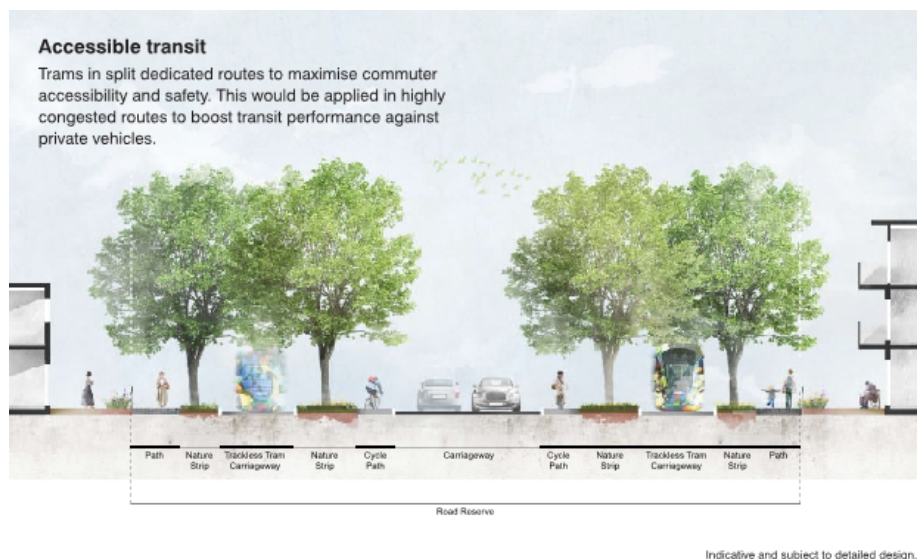 Accessible transit
Trams in split dedicated routes to maximise commuter
accessibility and safety. This would be applied in highly
congested routes to boost transit performance against
private vehicles.
Path
Nature
Strip
Trackless Tram
Carriageway
Nature
Strip
Cycle
Path
Carriageway
Cycle
Path
Nature
Strip
Trackless Tram
Carriageway
Nature
Strip
Path
Road Reserve
Indicative and subject to detailed design.